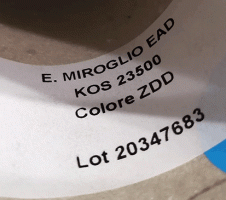 E. MIROGLIO EAD
KOS 23500
Colore ZDD
Lot 20347683